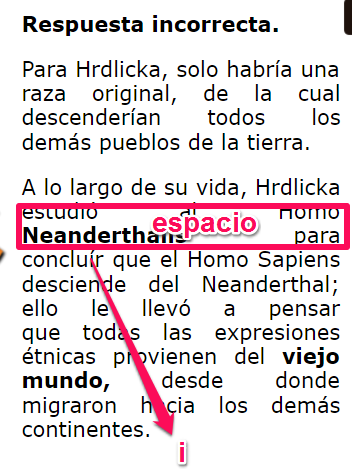 Respuesta incorrecta.
Para Hrdlicka, solo habría una
raza original, de la cual
descenderían todos los
demás pueblos de la tierra.
A lo largo de su vida, Hrdlicka
estudió al Homo
espacio
Neanderthals para
concluír que el Homo Sapiens
desciende del Neanderthal;
ello le llevó a pensar
que todas las expresiones
étnicas provienen del viejo
mundo, desde donde
migraron hacia los demás
continentes.
i